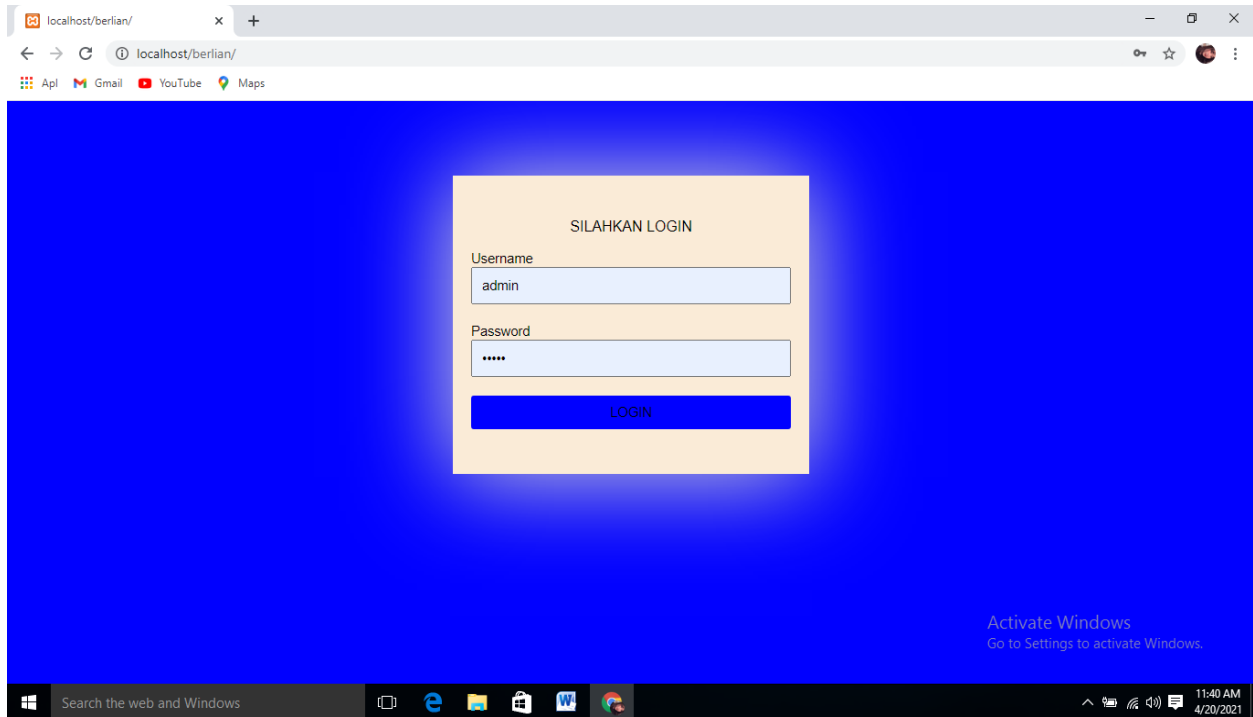 localhost/berlian/
localhost/berlian/
Apl Gmail YouTube Maps
SILAHKAN LOGIN
Username
admin
Password
•••••
LOGIN
Activate Windows
Go to Settings to activate Windows.
Search the web and Windows
11:40 AM
4/20/2021